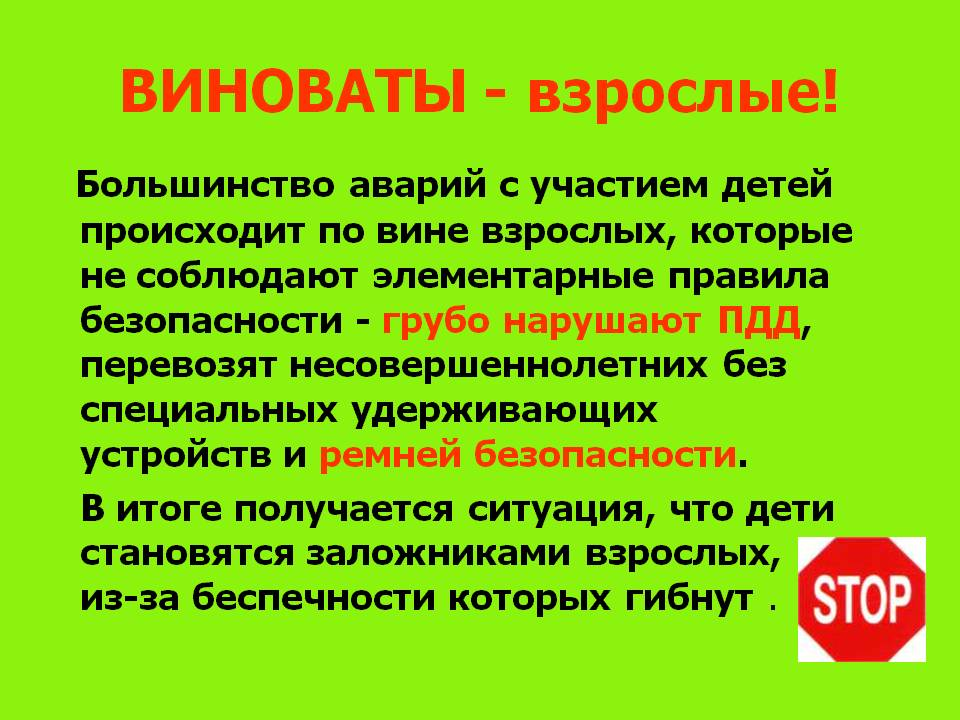 ВИНОВАТЫ - взрослые!
Большинство аварий с участием детей
происходит по вине взрослых, которые
не соблюдают элементарные правила
безопасности - грубо нарушают ПДД,
перевозят несовершеннолетних без
специальных удерживающих
устройств и ремней безопасности.
В итоге получается ситуация, что дети
становятся заложниками взрослых,
из-за беспечности которых гибнут .
STOP